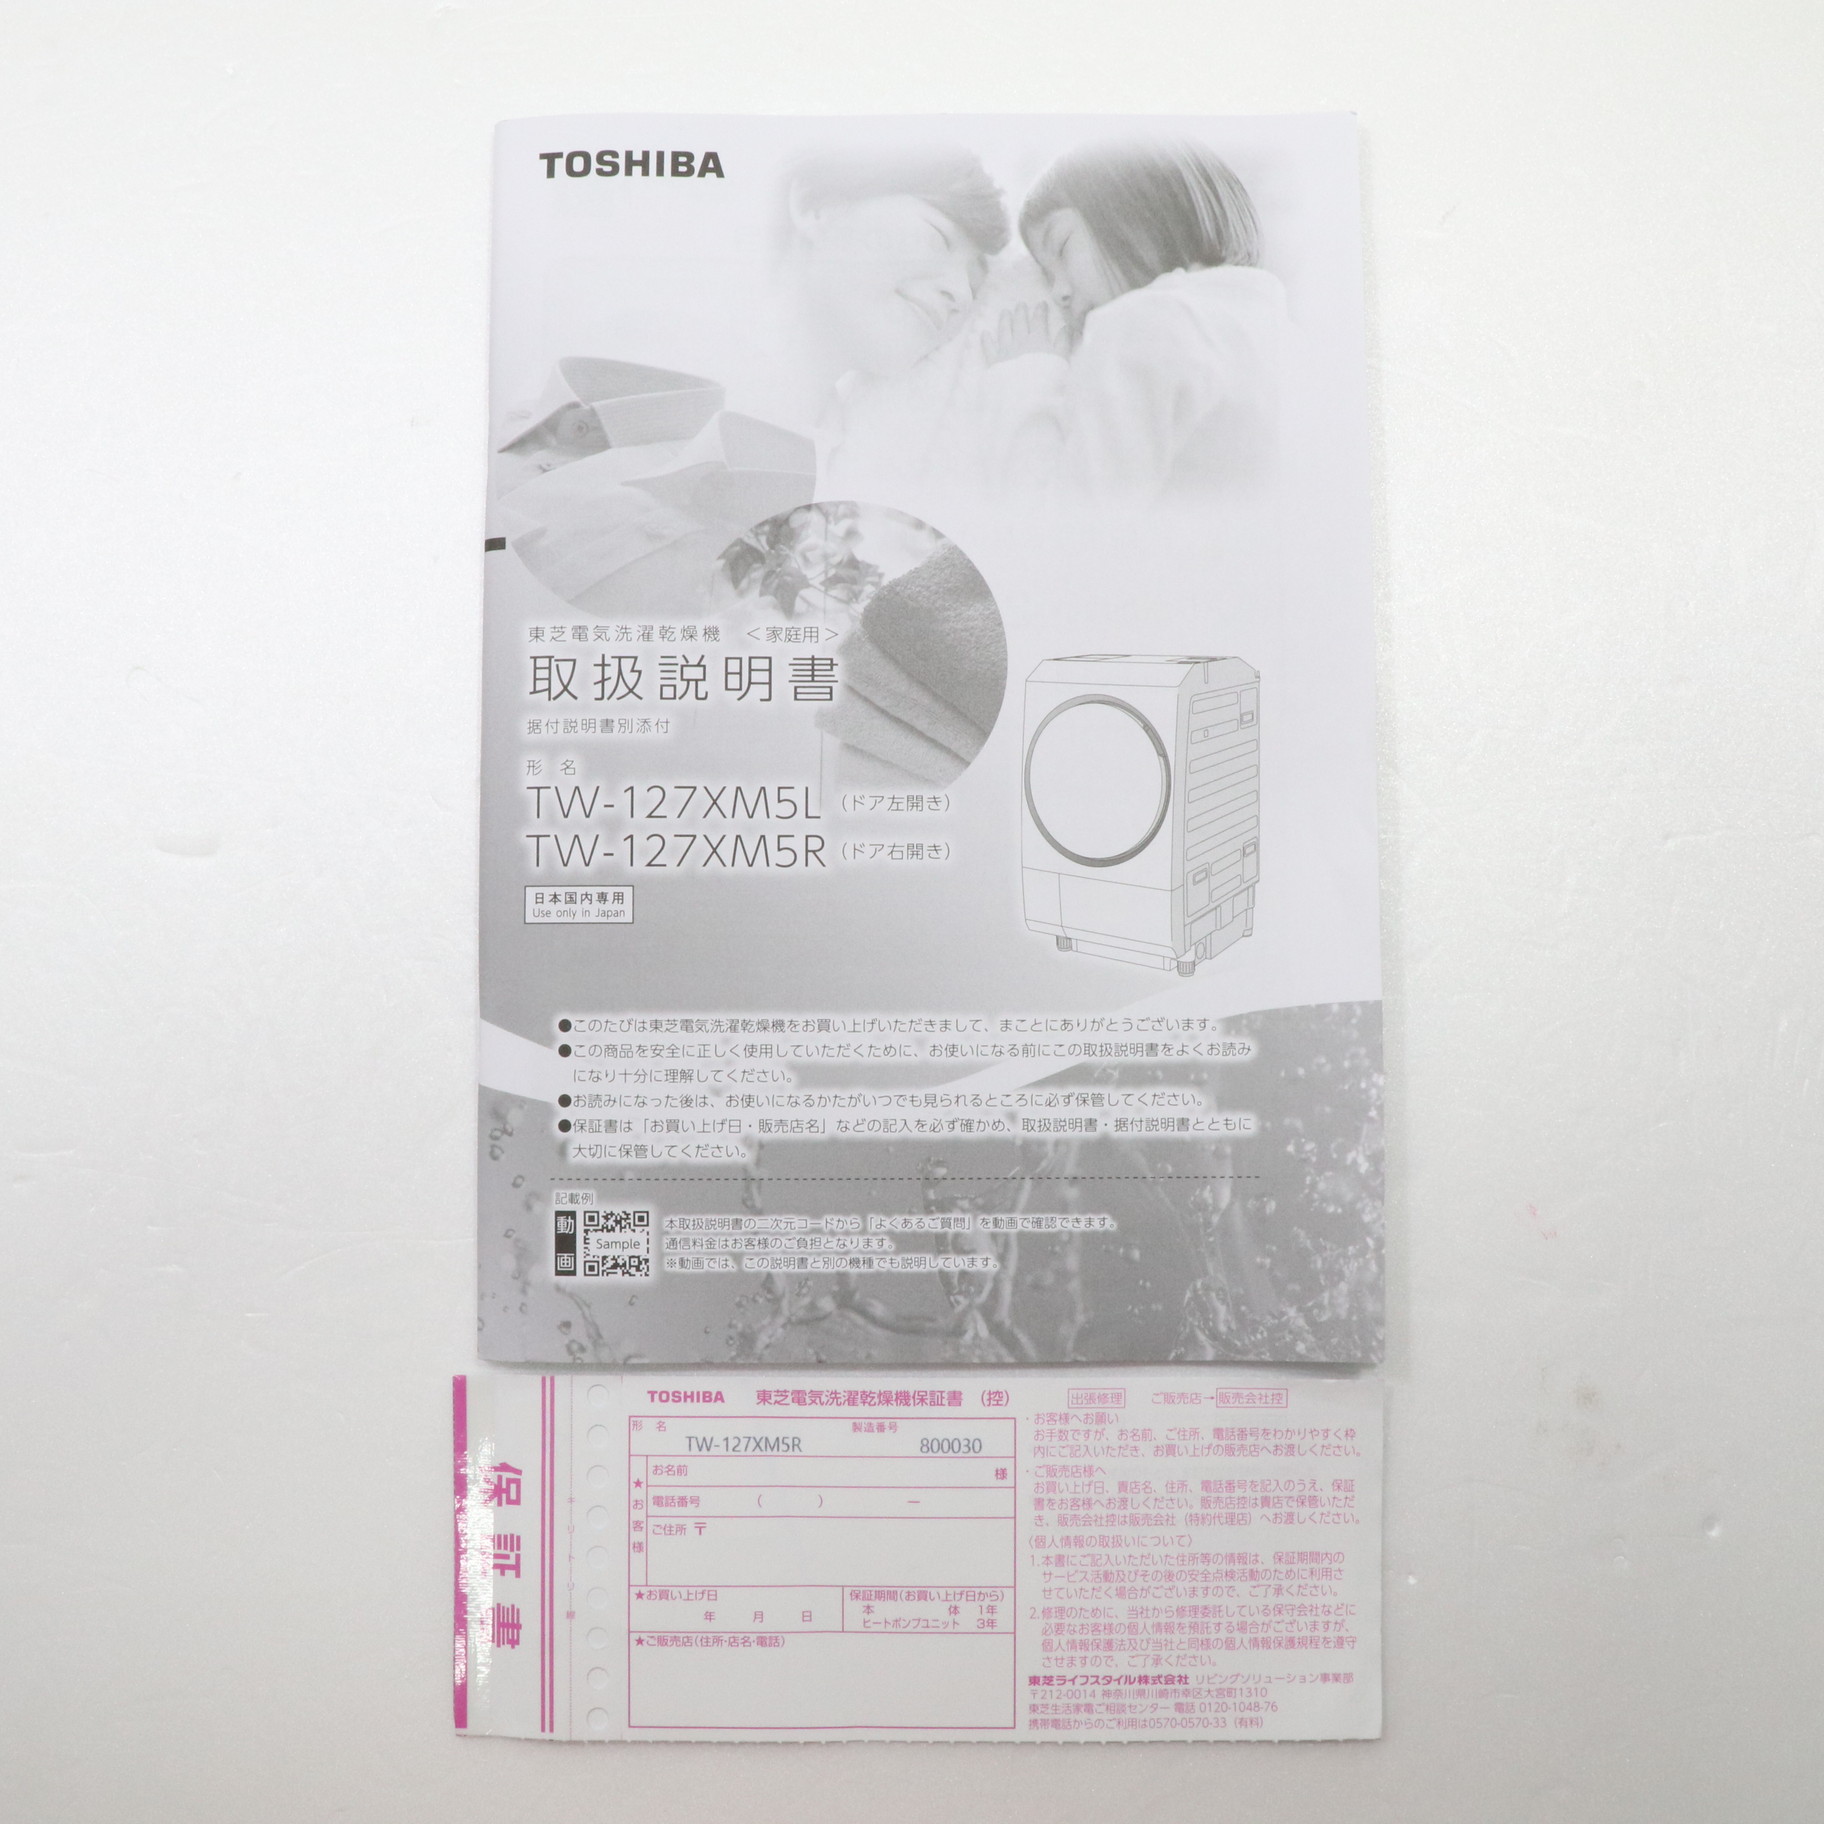 TOSHIBA
東芝電気洗濯乾燥機 ＜家庭用＞
取扱説明書
据付説明書別添付
形 名
TW-127XM5L（ドア左開き）
TW-127XM5R（ドア右開き）
日本国内専用
Use only in Japan
●このたびは東芝電気洗濯乾燥機をお買い上げいただきまして、まことにありがとうございます。
●この商品を安全に正しく使用していただくために、お使いになる前にこの取扱説明書をよくお読み
になり十分に理解してください。
●お読みになった後は、お使いになるかたがいつでも見られるところに必ず保管してください。
●保証書は「お買い上げ日・販売店名」などの記入を必ず確かめ、取扱説明書・据付説明書とともに
大切に保管してください。
記載例
動画
Sample
本取扱説明書の二次元コードから「よくあるご質問」を動画で確認できます。
通信料金はお客様のご負担となります。
※動画では、この説明書と別の機種でも説明しています。
保証書
キリトリ線
TOSHIBA 東芝電気洗濯乾燥機保証書 （控）
形 名 製造番号
TW-127XM5R 800030
★お客様
お名前 様
電話番号 （ ） ー
ご住所 〒
★お買い上げ日
年 月 日
保証期間（お買い上げ日から）
本 体 1年
ヒートポンプユニット 3年
★ご販売店（住所・店名・電話）
出張修理 ご販売店→販売会社控
・お客様へお願い
お手数ですが、お名前、ご住所、電話番号をわかりやすく枠
内にご記入いただき、お買い上げの販売店へお渡しください。
・ご販売店様へ
お買い上げ日、貴店名、住所、電話番号を記入のうえ、保証
書をお客様へお渡しください。販売店控は貴店で保管いただ
き、販売会社控は販売会社（特約代理店）へお渡しください。
〈個人情報の取扱いについて〉
1.本書にご記入いただいた住所等の情報は、保証期間内の
サービス活動及びその後の安全点検活動のために利用さ
せていただく場合がございますので、ご了承ください。
2.修理のために、当社から修理委託している保守会社などに
必要なお客様の個人情報を預託する場合がございますが、
個人情報保護法及び当社と同様の個人情報保護規程を遵守
させますので、ご了承ください。
東芝ライフスタイル株式会社 リビングソリューション事業部
〒212-0014 神奈川県川崎市幸区大宮町1310
東芝生活家電ご相談センター 電話 0120-1048-76
携帯電話からのご利用は0570-0570-33（有料）